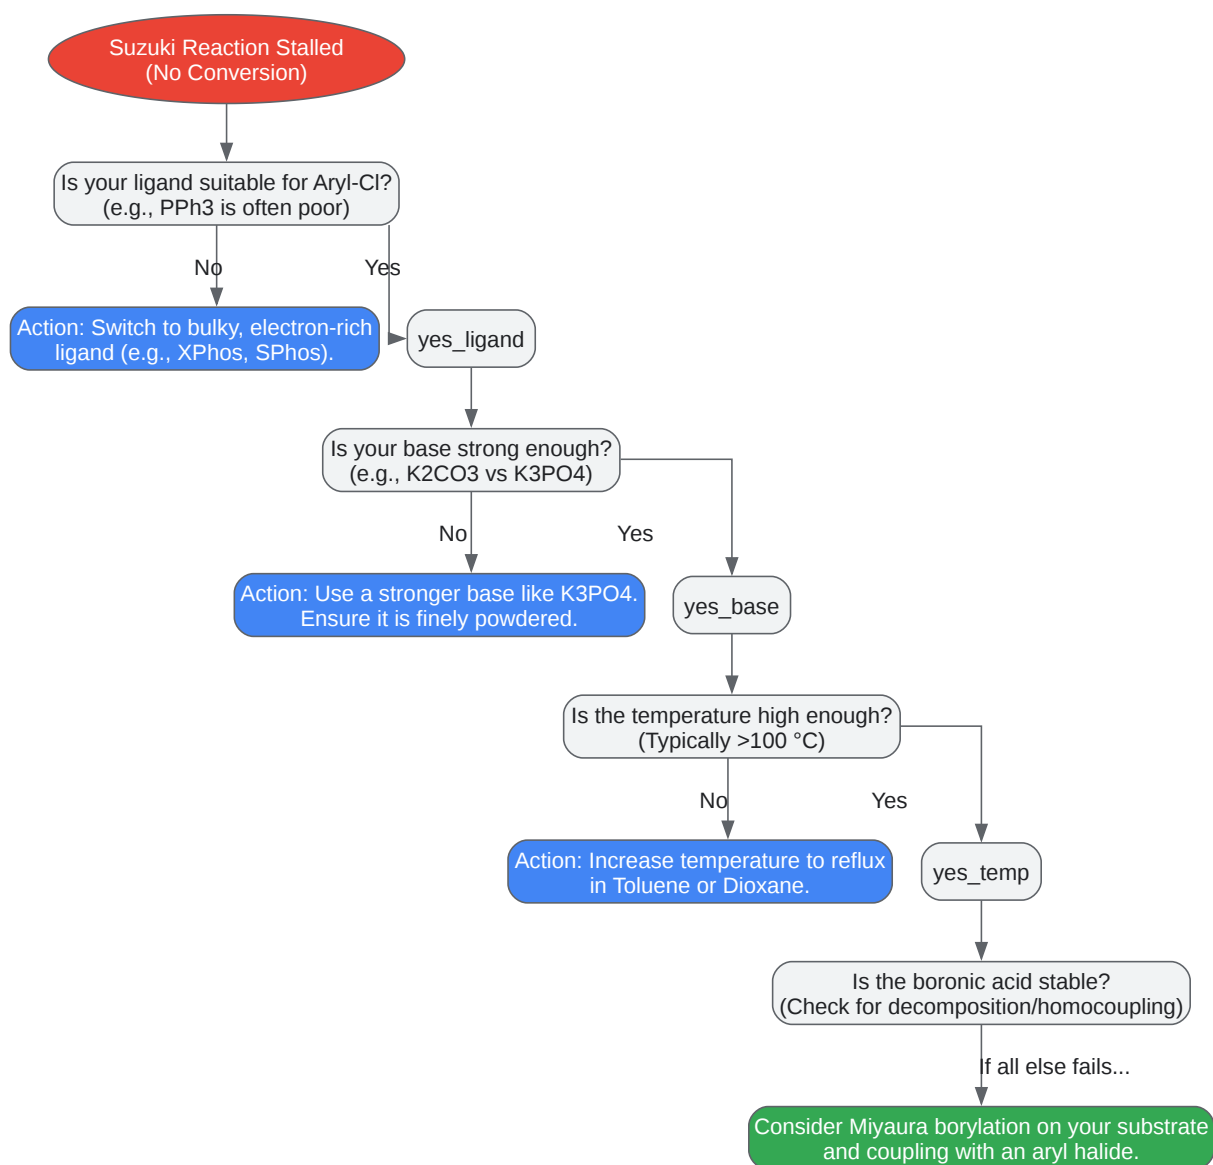 Suzuki Reaction Stalled
(No Conversion)
Is your ligand suitable for Aryl-Cl?
(e.g., PPh3 is often poor)
No
Yes
Action: Switch to bulky, electron-rich
ligand (e.g., XPhos, SPhos).
yes_ligand
Is your base strong enough?
(e.g., K2CO3 vs K3PO4)
No
Yes
Action: Use a stronger base like K3PO4.
Ensure it is finely powdered.
yes_base
Is the temperature high enough?
(Typically >100 °C)
No
Yes
Action: Increase temperature to reflux
in Toluene or Dioxane.
yes_temp
Is the boronic acid stable?
(Check for decomposition/homocoupling)
If all else fails...
Consider Miyaura borylation on your substrate
and coupling with an aryl halide.